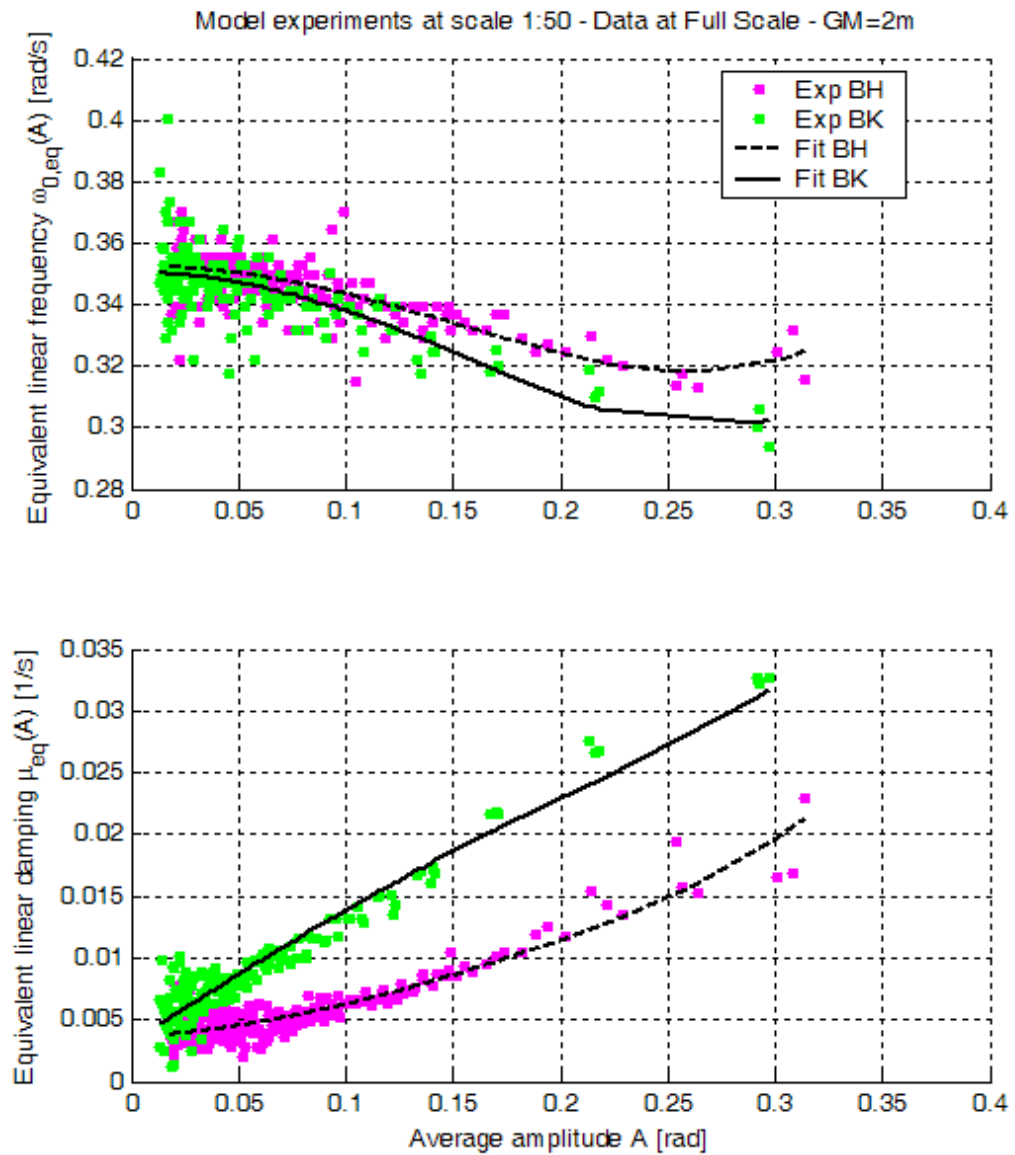 Model experiments at scale 1:50 - Data at Full Scale - GM=2m
Equivalent linear frequency ω0,eq(A) [rad/s]
0.42
0.4
0.38
0.36
0.34
0.32
0.3
0.28
Exp BH
Exp BK
Fit BH
Fit BK
0 0.05 0.1 0.15 0.2 0.25 0.3 0.35 0.4
Equivalent linear damping μeq(A) [1/s]
0.035
0.03
0.025
0.02
0.015
0.01
0.005
0
0 0.05 0.1 0.15 0.2 0.25 0.3 0.35 0.4
Average amplitude A [rad]